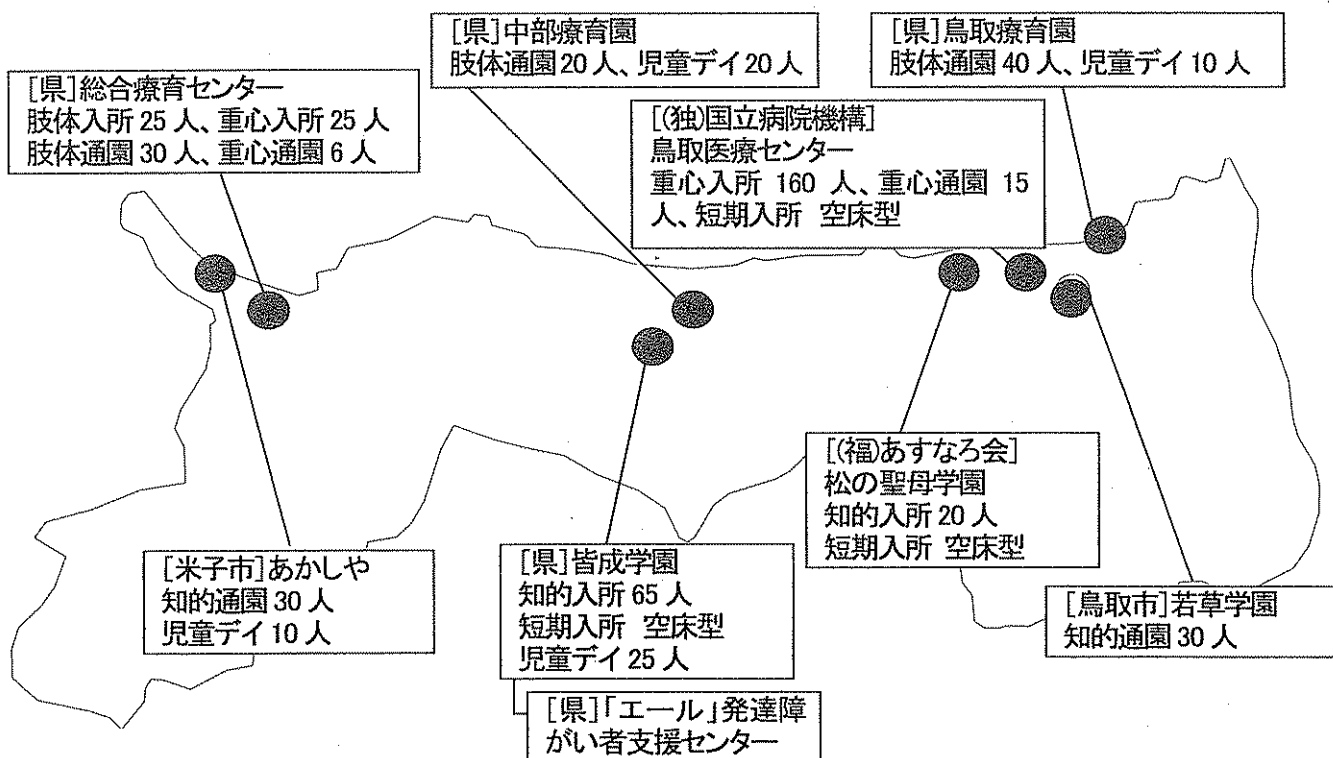 [県]中部療育園
肢体通園 20 人、児童デイ 20 人
[県]鳥取療育園
肢体通園 40 人、児童デイ 10 人
[県]総合療育センター
肢体入所 25 人、重心入所 25 人
肢体通園 30 人、重心通園 6 人
[(独)国立病院機構]
鳥取医療センター
重心入所 160 人、重心通園 15
人、短期入所 空床型
[(福)あすなろ会]
松の聖母学園
知的入所 20 人
短期入所 空床型
[米子市]あかしや
知的通園 30 人
児童デイ 10 人
[県]皆成学園
知的入所 65 人
短期入所 空床型
児童デイ 25 人
[鳥取市]若草学園
知的通園 30 人
[県]「エール」発達障
がい者支援センター